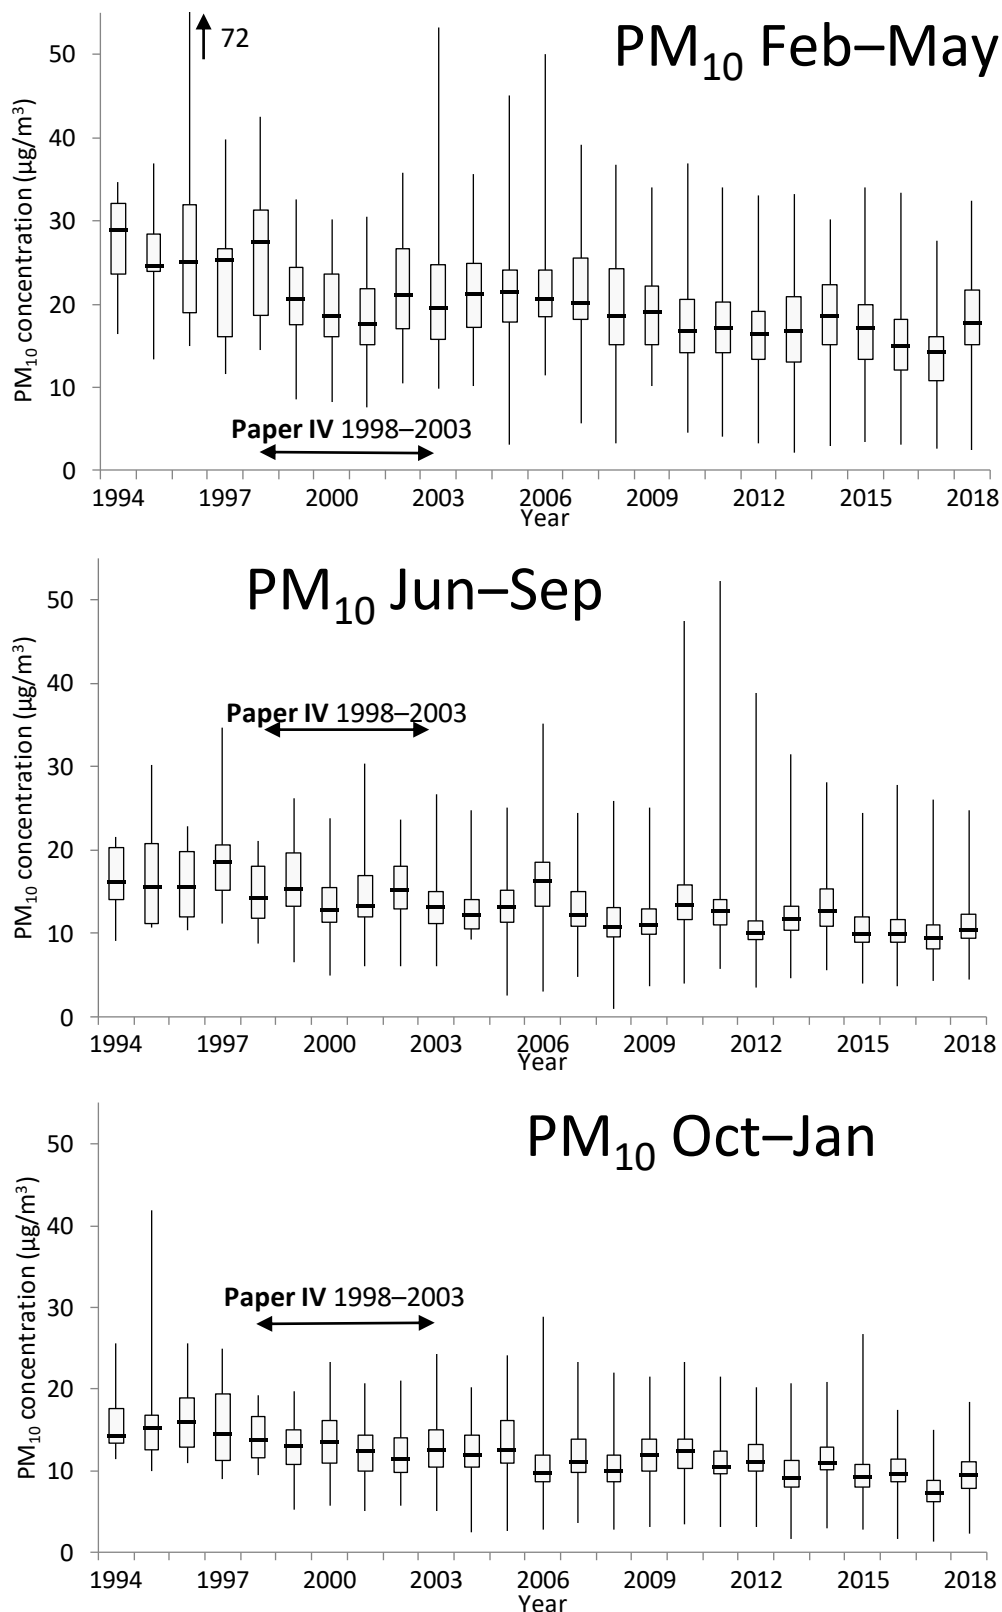 PM10 Feb–May
72
PM10 concentration (µg/m³)
50
40
30
20
10
0
Paper IV 1998–2003
1994 1997 2000 2003 2006 2009 2012 2015 2018
Year
PM10 Jun–Sep
PM10 concentration (µg/m³)
50
40
30
20
10
0
Paper IV 1998–2003
1994 1997 2000 2003 2006 2009 2012 2015 2018
Year
PM10 Oct–Jan
PM10 concentration (µg/m³)
50
40
30
20
10
0
Paper IV 1998–2003
1994 1997 2000 2003 2006 2009 2012 2015 2018
Year